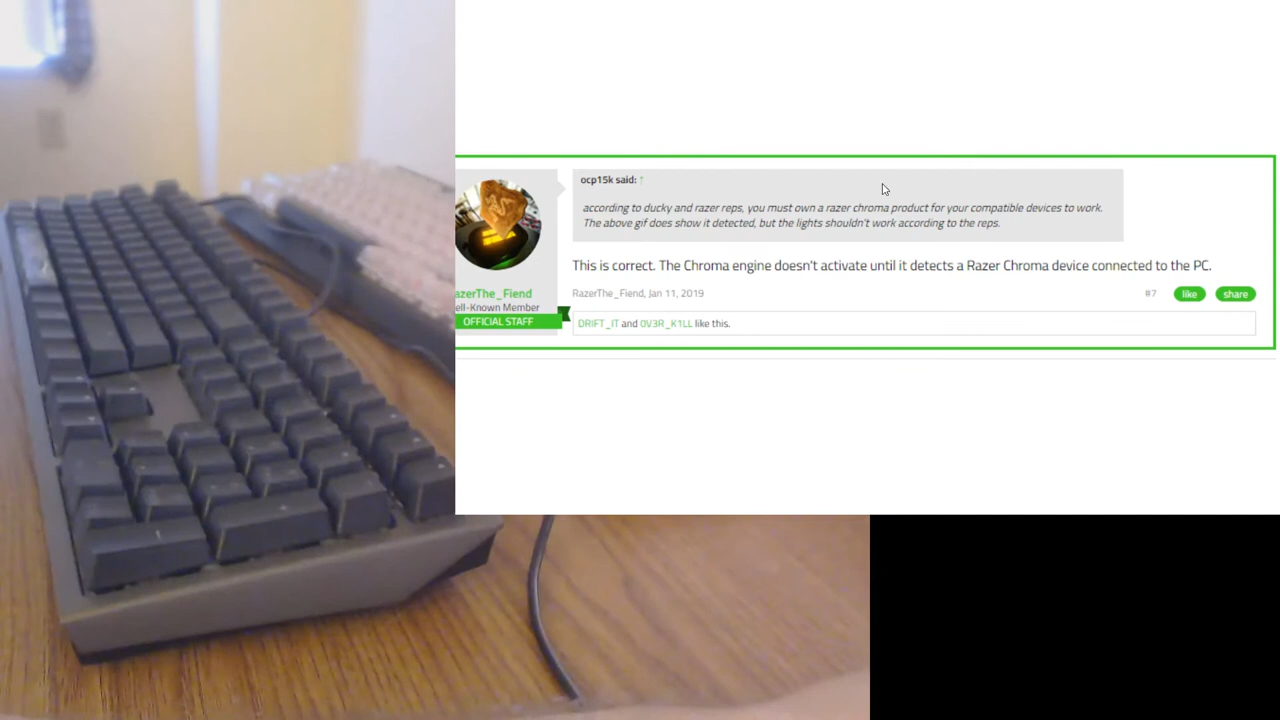 ocp15k said: ↑
according to ducky and razer reps, you must own a razer chroma product for your compatible devices to work.
The above gif does show it detected, but the lights shouldn't work according to the reps.
This is correct. The Chroma engine doesn't activate until it detects a Razer Chroma device connected to the PC.
azerThe_Fiend
ell-Known Member
OFFICIAL STAFF
RazerThe_Fiend, Jan 11, 2019
#7 like share
DRIFT_IT and 0V3R_K1LL like this.